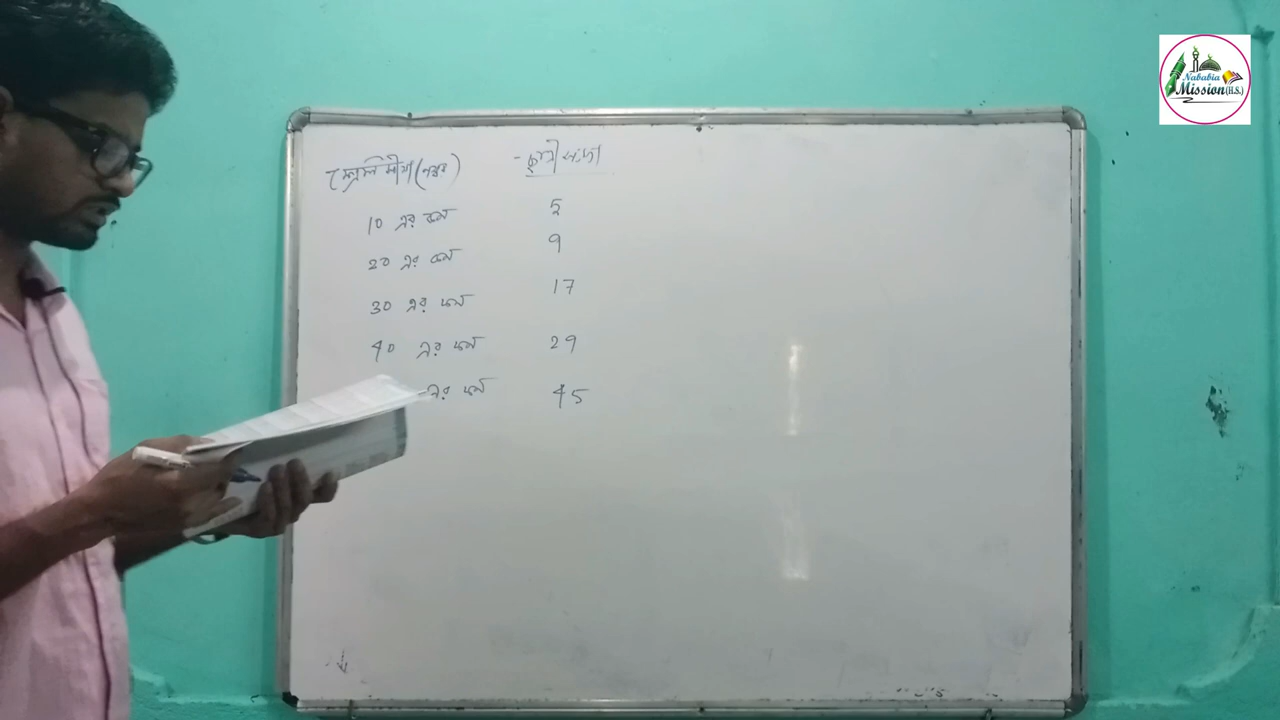 শ্রেণি সীমা (নম্বর) ছাত্র সংখ্যা
10 এর কম 5
20 এর কম 9
30 এর কম 17
40 এর কম 29
এর কম 45
Nababia
Mission (H.S.)